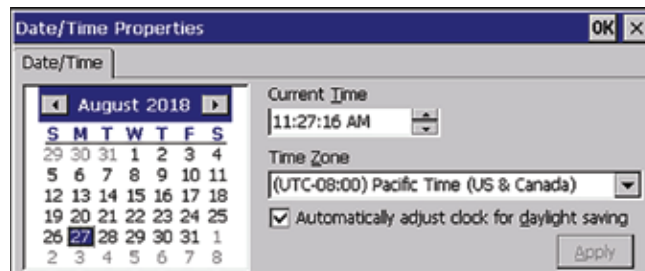 Date/Time Properties OK ×
Date/Time
August 2018
S M T W T F S
29 30 31 1 2 3 4
5 6 7 8 9 10 11
12 13 14 15 16 17 18
19 20 21 22 23 24 25
26 27 28 29 30 31 1
2 3 4 5 6 7 8
Current Time
11:27:16 AM
Time Zone
(UTC-08:00) Pacific Time (US & Canada)
Automatically adjust clock for daylight saving
Apply